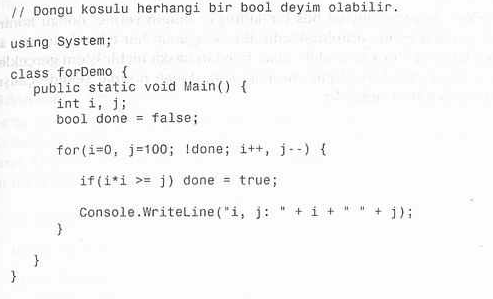 // Dongu kosulu herhangi bir bool deyim olabilir.
using System;
class forDemo {
public static void Main() {
int i, j;
bool done = false;
for(i=0, j=100; !done; i++, j--) {
if(i*i >= j) done = true;
Console.WriteLine("i, j: " + i + " " + j);
}
}
}